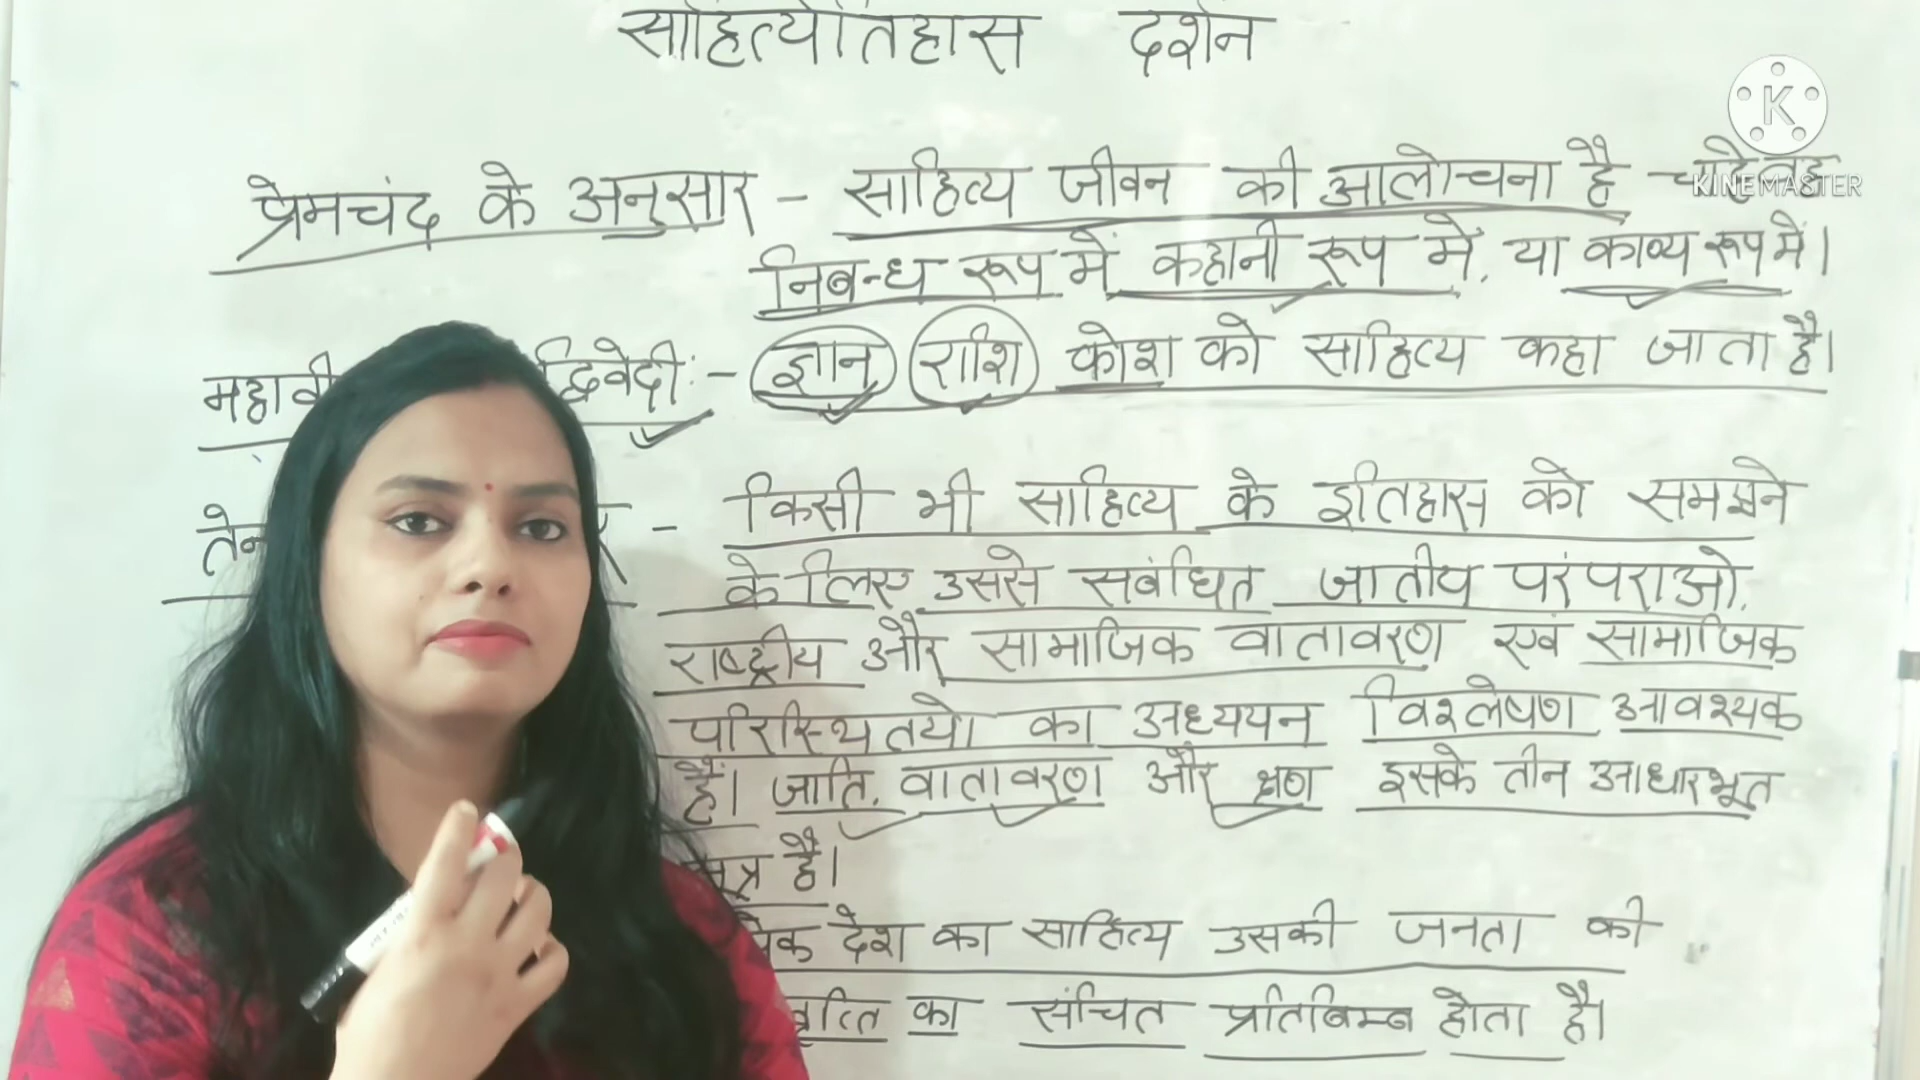 साहित्येतिहास दर्शन
K
KINEMASTER
प्रेमचंद के अनुसार - साहित्य जीवन की आलोचना है - चाहे वह
निबन्ध रूप में, कहानी रूप में, या काव्य रूप में।
द्विवेदी :- ज्ञान राशि कोश को साहित्य कहा जाता है।
- किसी भी साहित्य के इतिहास को समझने
के लिए उससे सबंधित जातीय परंपराओं,
राष्ट्रीय और सामाजिक वातावरण एवं सामाजिक
परिस्थितयो का अध्ययन विश्लेषण आवश्यक
हैं। जाति, वातावरण और क्षण इसके तीन आधारभूत
सूत्र है।
देश का साहित्य उसकी जनता की
का संचित प्रतिबिम्ब होता है।